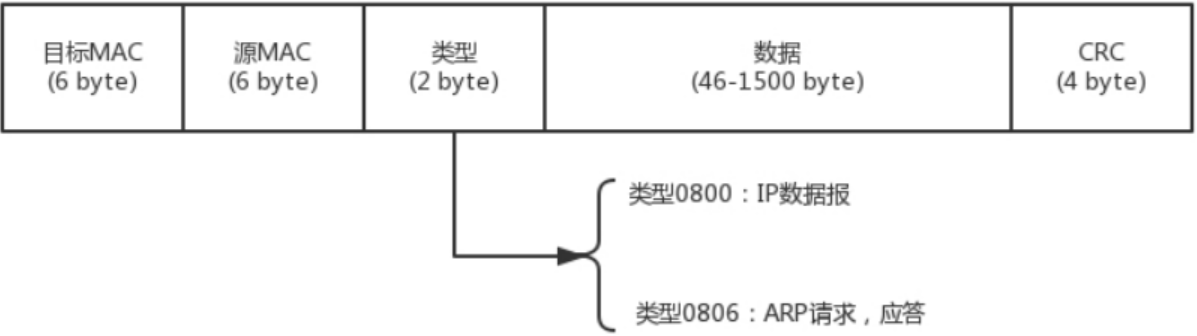 目标MAC
(6 byte)
源MAC
(6 byte)
类型
(2 byte)
数据
(46-1500 byte)
CRC
(4 byte)
类型0800：IP数据报
类型0806：ARP请求，应答